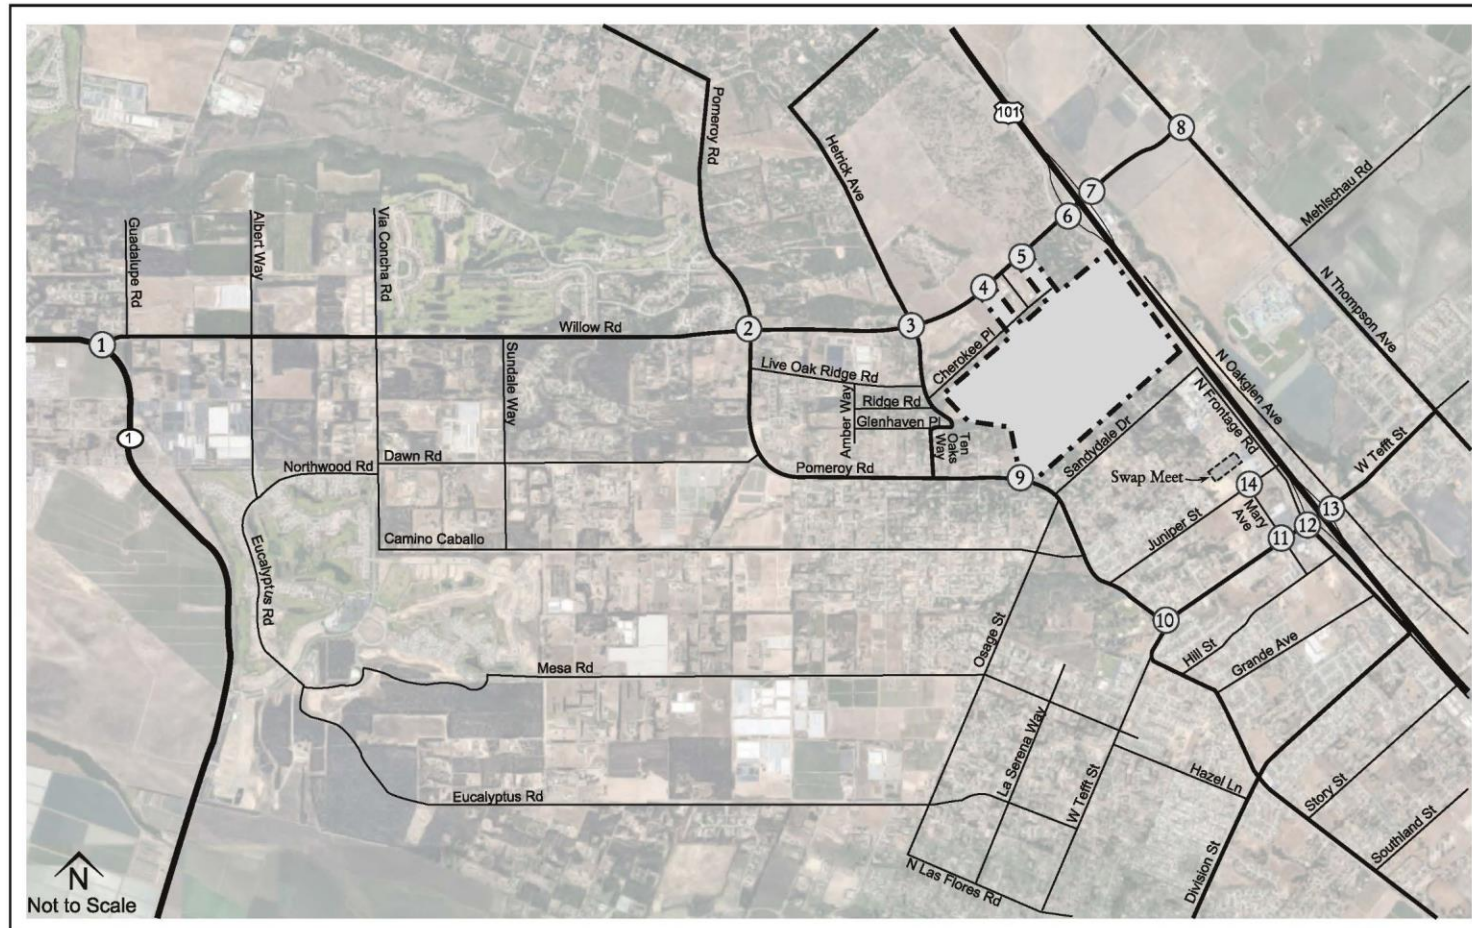 Pomeroy Rd
Hetrick Ave
101
8
7
6
5
4
3
2
1
Mehlschau Rd
N Thompson Ave
Guadalupe Rd
Albert Way
Via Concha Rd
Willow Rd
Sundale Way
Live Oak Ridge Rd
Cherokee Pl
Ridge Rd
Amber Way
Glenhaven Pl
Ten
Oaks
Way
N Oakglen Ave
N Frontage Rd
Sandydale Dr
W Tefft St
1
Northwood Rd
Dawn Rd
Pomeroy Rd
9
Swap Meet
14
13
12
11
Mary
Ave
Juniper St
Camino Caballo
Eucalyptus Rd
10
Osage St
Hill St
Grande Ave
Mesa Rd
La Serena Way
W Tefft St
Hazel Ln
Eucalyptus Rd
Story St
Southland St
Division St
N Las Flores Rd
N
Not to Scale